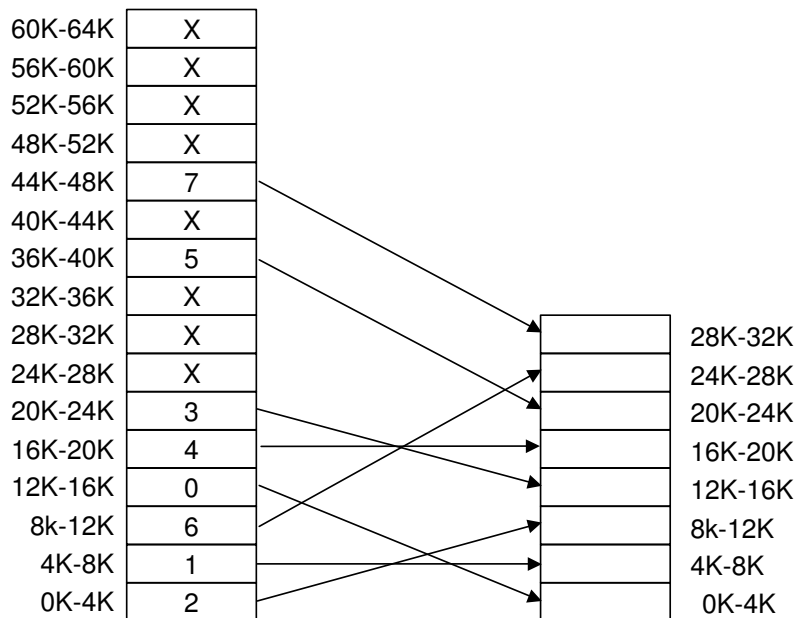 60K-64K X
56K-60K X
52K-56K X
48K-52K X
44K-48K 7
40K-44K X
36K-40K 5
32K-36K X
28K-32K X 28K-32K
24K-28K X 24K-28K
20K-24K 3 20K-24K
16K-20K 4 16K-20K
12K-16K 0 12K-16K
8k-12K 6 8k-12K
4K-8K 1 4K-8K
0K-4K 2 0K-4K